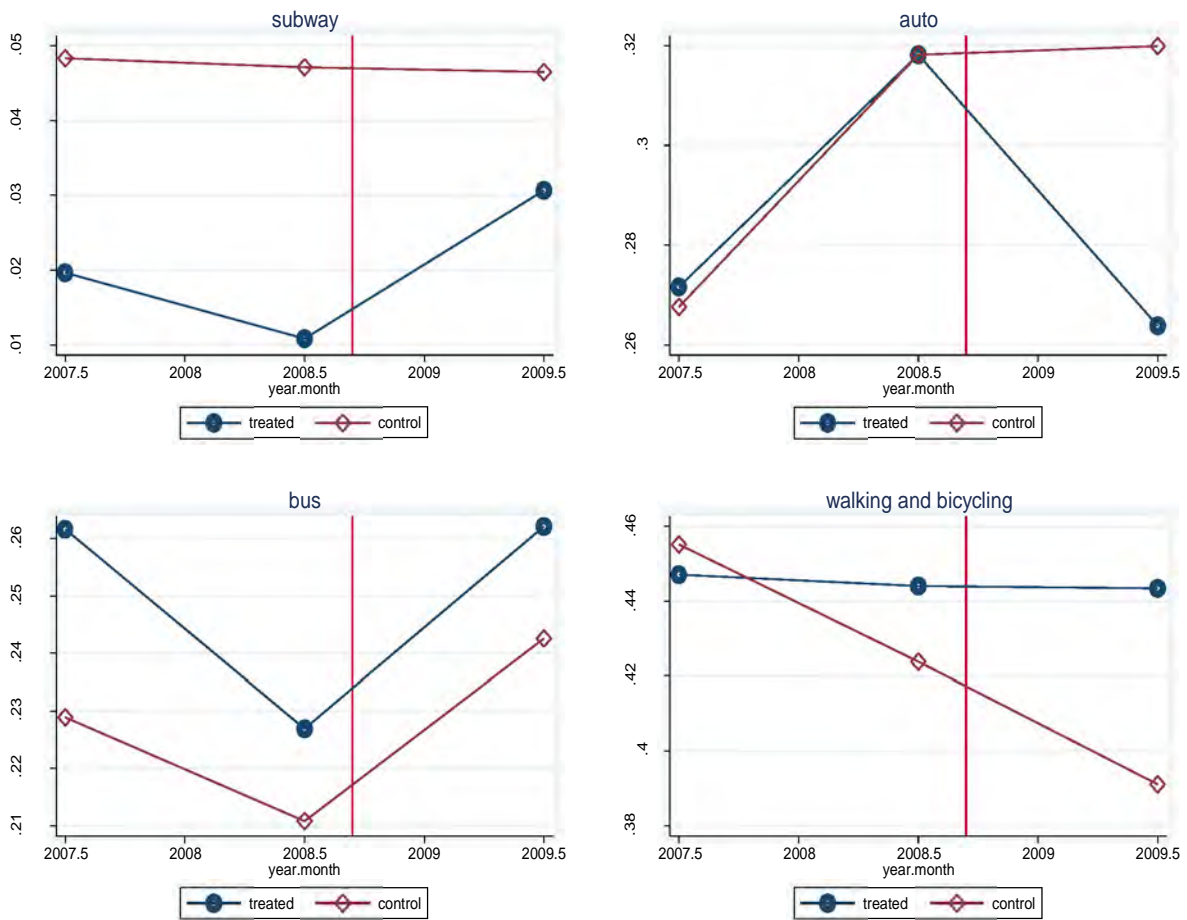 subway
.05
.04
.03
.02
.01
2007.5 2008 2008.5 2009 2009.5
year.month
treated control
auto
.32
.3
.28
.26
2007.5 2008 2008.5 2009 2009.5
year.month
treated control
bus
.26
.25
.24
.23
.22
.21
2007.5 2008 2008.5 2009 2009.5
year.month
treated control
walking and bicycling
.46
.44
.42
.4
.38
2007.5 2008 2008.5 2009 2009.5
year.month
treated control